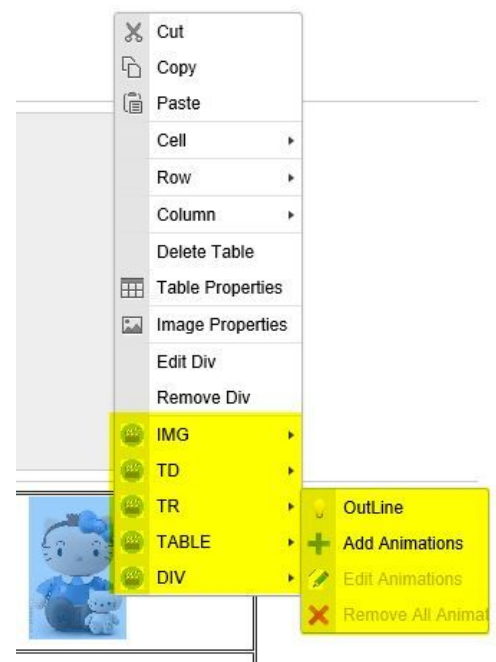 Cut
Copy
Paste
Cell
Row
Column
Delete Table
Table Properties
Image Properties
Edit Div
Remove Div
IMG
TD
TR
TABLE
DIV
OutLine
Add Animations
Edit Animations
Remove All Animat